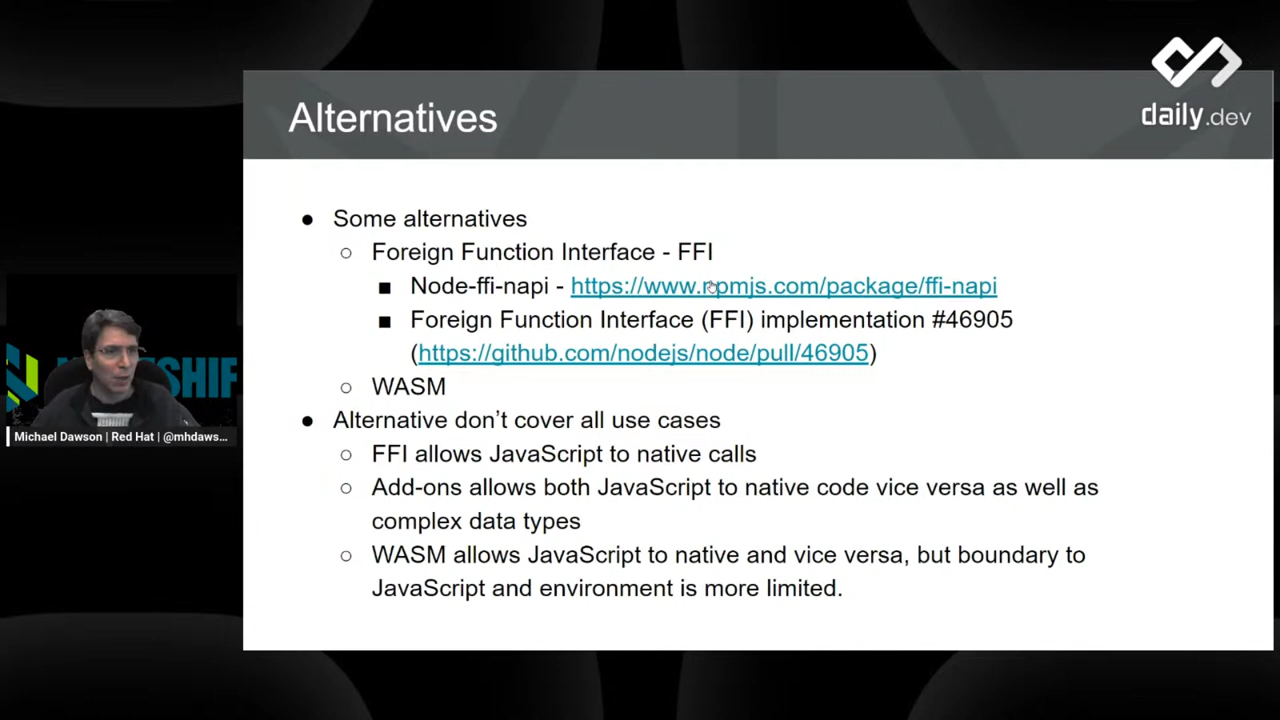 daily.dev
Alternatives
● Some alternatives
○ Foreign Function Interface - FFI
■ Node-ffi-napi - https://www.npmjs.com/package/ffi-napi
■ Foreign Function Interface (FFI) implementation #46905
(https://github.com/nodejs/node/pull/46905)
○ WASM
● Alternative don’t cover all use cases
○ FFI allows JavaScript to native calls
○ Add-ons allows both JavaScript to native code vice versa as well as
complex data types
○ WASM allows JavaScript to native and vice versa, but boundary to
JavaScript and environment is more limited.
Michael Dawson | Red Hat | @mhdaws...